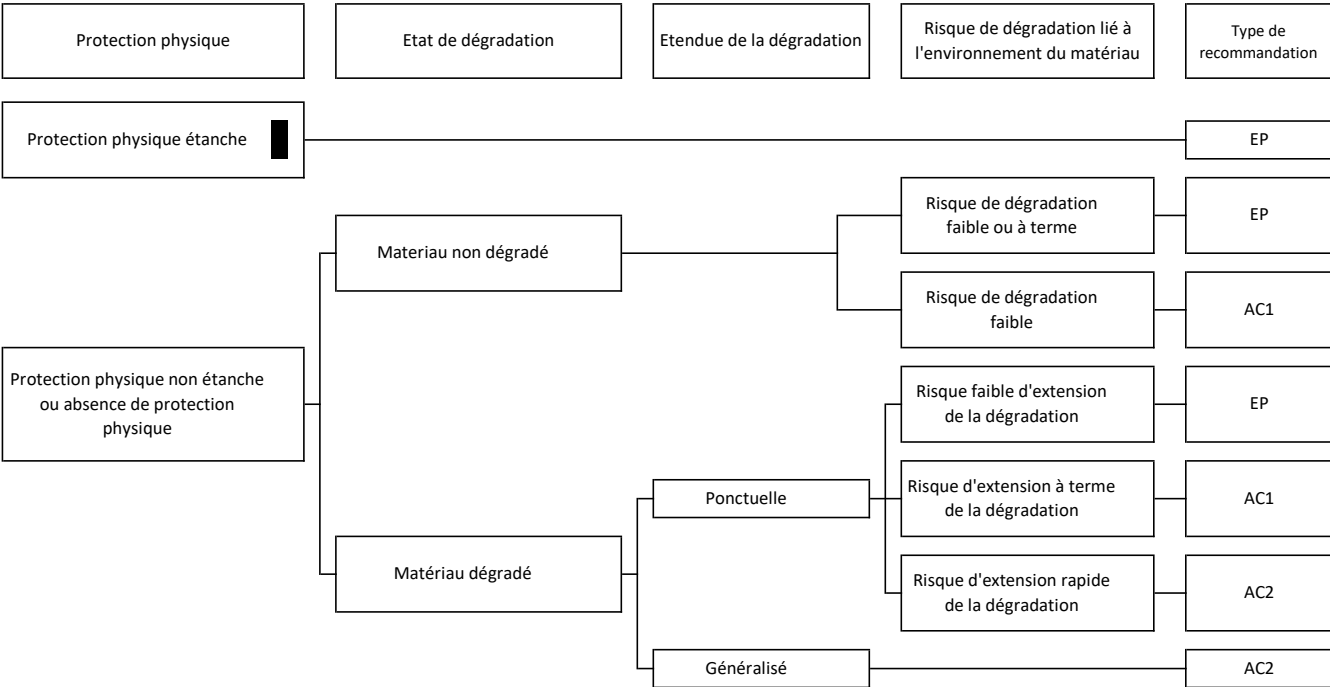 Protection physique
Etat de dégradation
Etendue de la dégradation
Risque de dégradation lié à
l'environnement du matériau
Type de
recommandation
Protection physique étanche
EP
Risque de dégradation
faible ou à terme
EP
Materiau non dégradé
Risque de dégradation
faible
AC1
Protection physique non étanche
ou absence de protection
physique
Risque faible d'extension
de la dégradation
EP
Ponctuelle
Risque d'extension à terme
de la dégradation
AC1
Matériau dégradé
Risque d'extension rapide
de la dégradation
AC2
Généralisé
AC2